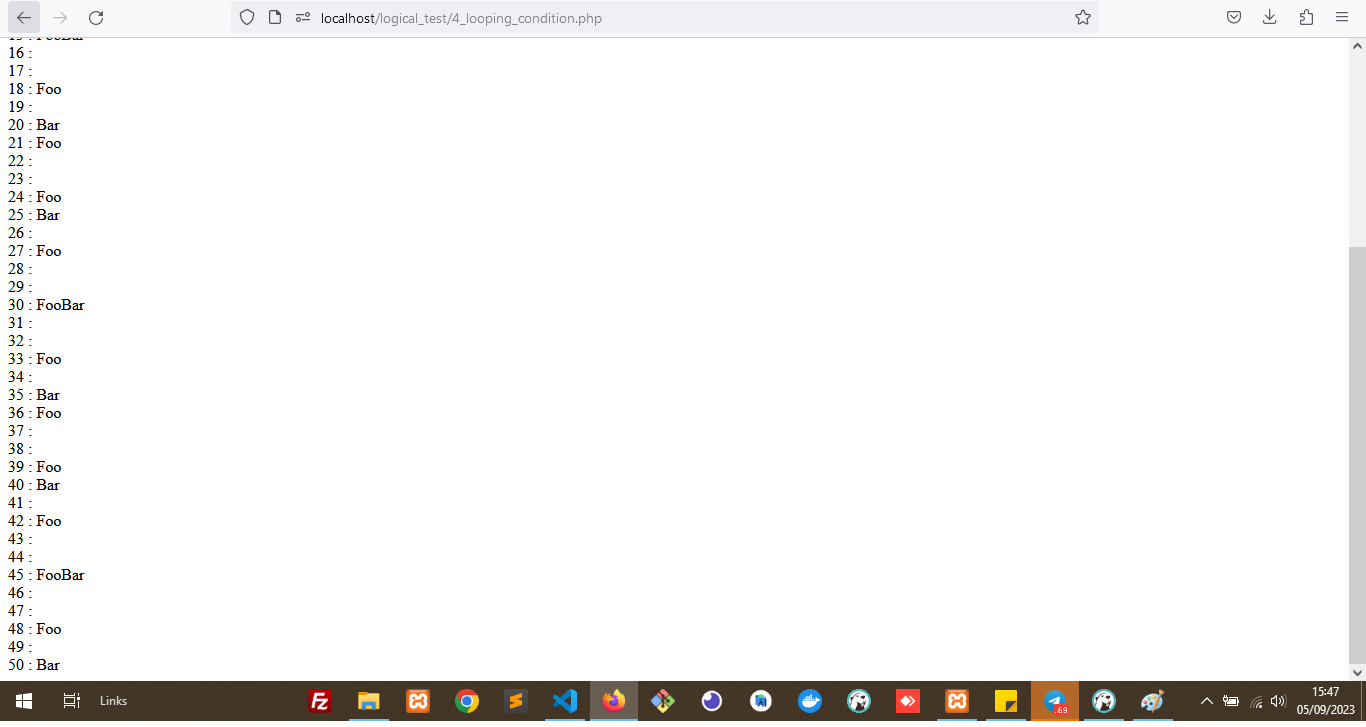 localhost/logical_test/4_looping_condition.php
15 : FooBar
16 :
17 :
18 : Foo
19 :
20 : Bar
21 : Foo
22 :
23 :
24 : Foo
25 : Bar
26 :
27 : Foo
28 :
29 :
30 : FooBar
31 :
32 :
33 : Foo
34 :
35 : Bar
36 : Foo
37 :
38 :
39 : Foo
40 : Bar
41 :
42 : Foo
43 :
44 :
45 : FooBar
46 :
47 :
48 : Foo
49 :
50 : Bar
Links
Fz
.69
15:47
05/09/2023